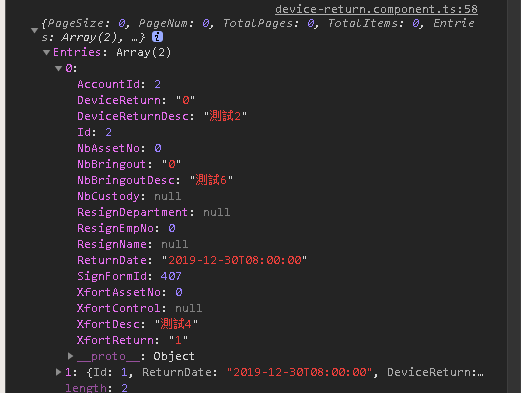 device-return.component.ts:58
{PageSize: 0, PageNum: 0, TotalPages: 0, TotalItems: 0, Entrie
s: Array(2), …} i
Entries: Array(2)
0:
AccountId: 2
DeviceReturn: "0"
DeviceReturnDesc: "測試2"
Id: 2
NbAssetNo: 0
NbBringout: "0"
NbBringoutDesc: "測試6"
NbCustody: null
ResignDepartment: null
ResignEmpNo: 0
ResignName: null
ReturnDate: "2019-12-30T08:00:00"
SignFormId: 407
XfortAssetNo: 0
XfortControl: null
XfortDesc: "測試4"
XfortReturn: "1"
__proto__: Object
1: {Id: 1, ReturnDate: "2019-12-30T08:00:00", DeviceReturn:…
length: 2